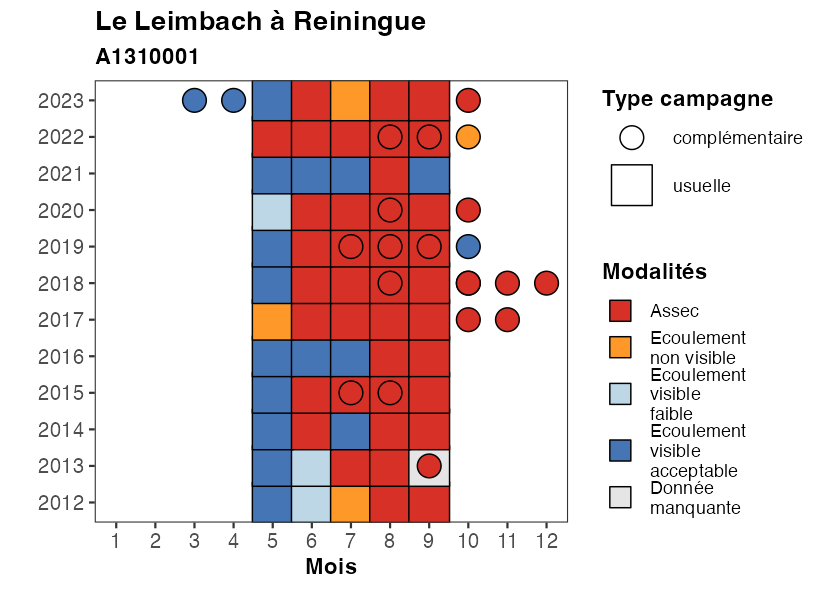 Le Leimbach à Reiningue
A1310001
2023
2022
2021
2020
2019
2018
2017
2016
2015
2014
2013
2012
1 2 3 4 5 6 7 8 9 10 11 12
Mois
Type campagne
complémentaire
usuelle
Modalités
Assec
Ecoulement
non visible
Ecoulement
visible
faible
Ecoulement
visible
acceptable
Donnée
manquante